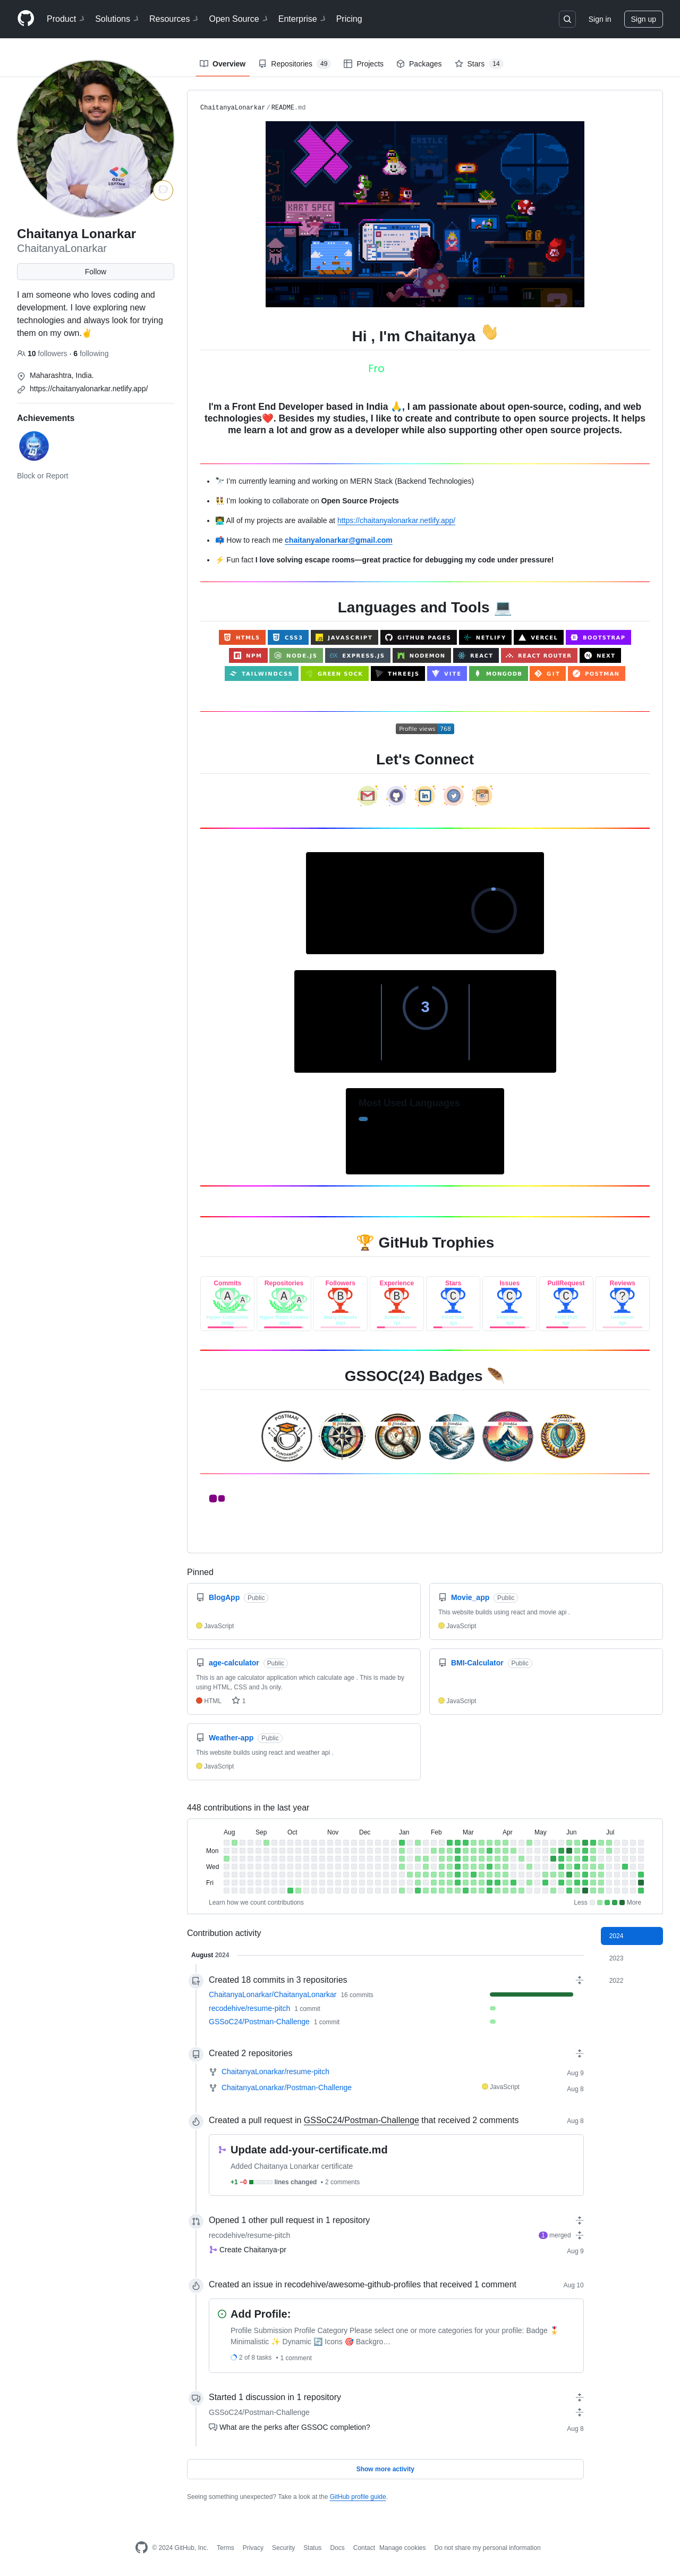 Product Solutions Resources Open Source Enterprise Pricing Sign in Sign up
Overview Repositories 49 Projects Packages Stars 14
Chaitanya Lonarkar
ChaitanyaLonarkar
Follow
I am someone who loves coding and
development. I love exploring new
technologies and always look for trying
them on my own.✌️
10 followers · 6 following
Maharashtra, India.
https://chaitanyalonarkar.netlify.app/
Achievements
Block or Report
ChaitanyaLonarkar / README.md
Hi , I'm Chaitanya 👋
Fro
I'm a Front End Developer based in India 🙏, I am passionate about open-source, coding, and web
technologies❤️. Besides my studies, I like to create and contribute to open source projects. It helps
me learn a lot and grow as a developer while also supporting other open source projects.
🔭 I'm currently learning and working on MERN Stack (Backend Technologies)
👯 I'm looking to collaborate on Open Source Projects
👨‍💻 All of my projects are available at https://chaitanyalonarkar.netlify.app/
📫 How to reach me chaitanyalonarkar@gmail.com
⚡ Fun fact I love solving escape rooms—great practice for debugging my code under pressure!
Languages and Tools 💻
HTML5 CSS3 JAVASCRIPT GITHUB PAGES NETLIFY VERCEL BOOTSTRAP
NPM NODE.JS EXPRESS.JS NODEMON REACT REACT ROUTER NEXT
TAILWINDCSS GREEN SOCK THREEJS VITE MONGODB GIT POSTMAN
Profile views 768
Let's Connect
3
Most Used Languages
🏆 GitHub Trophies
Commits Repositories Followers Experience Stars Issues PullRequest Reviews
A A A A B B C C C ?
GSSOC(24) Badges 🪶
POSTMAN
Pinned
BlogApp Public
JavaScript
Movie_app Public
This website builds using react and movie api .
JavaScript
age-calculator Public
This is an age calculator application which calculate age . This is made by
using HTML, CSS and Js only.
HTML 1
BMI-Calculator Public
JavaScript
Weather-app Public
This website builds using react and weather api .
JavaScript
448 contributions in the last year
Aug Sep Oct Nov Dec Jan Feb Mar Apr May Jun Jul
Mon
Wed
Fri
Learn how we count contributions Less More
2024
2023
2022
Contribution activity
August 2024
Created 18 commits in 3 repositories
ChaitanyaLonarkar/ChaitanyaLonarkar 16 commits
recodehive/resume-pitch 1 commit
GSSoC24/Postman-Challenge 1 commit
Created 2 repositories
ChaitanyaLonarkar/resume-pitch Aug 9
ChaitanyaLonarkar/Postman-Challenge JavaScript Aug 8
Created a pull request in GSSoC24/Postman-Challenge that received 2 comments Aug 8
Update add-your-certificate.md
Added Chaitanya Lonarkar certificate
+1 −0 lines changed • 2 comments
Opened 1 other pull request in 1 repository
recodehive/resume-pitch 1 merged
Create Chaitanya-pr Aug 9
Created an issue in recodehive/awesome-github-profiles that received 1 comment Aug 10
Add Profile:
Profile Submission Profile Category Please select one or more categories for your profile: Badge 🎖️
Minimalistic ✨ Dynamic 🔄 Icons 🎯 Backgro…
2 of 8 tasks • 1 comment
Started 1 discussion in 1 repository
GSSoC24/Postman-Challenge
What are the perks after GSSOC completion? Aug 8
Show more activity
Seeing something unexpected? Take a look at the GitHub profile guide.
© 2024 GitHub, Inc. Terms Privacy Security Status Docs Contact Manage cookies Do not share my personal information